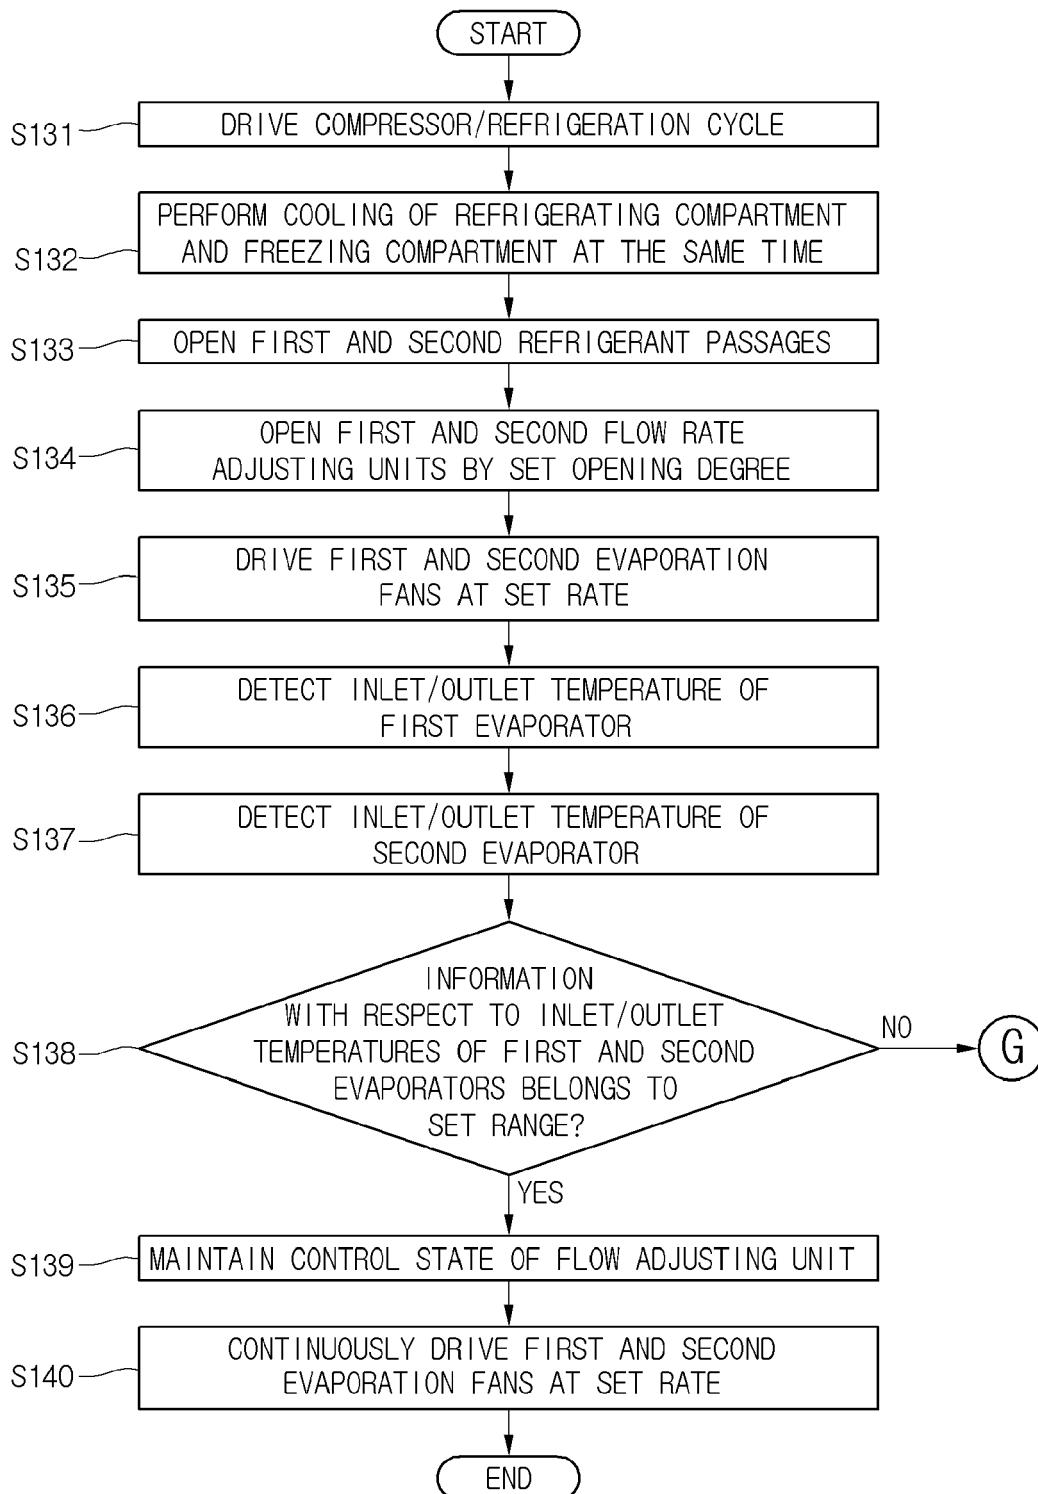 START
S131
DRIVE COMPRESSOR/REFRIGERATION CYCLE
S132
PERFORM COOLING OF REFRIGERATING COMPARTMENT
AND FREEZING COMPARTMENT AT THE SAME TIME
S133
OPEN FIRST AND SECOND REFRIGERANT PASSAGES
S134
OPEN FIRST AND SECOND FLOW RATE
ADJUSTING UNITS BY SET OPENING DEGREE
S135
DRIVE FIRST AND SECOND EVAPORATION
FANS AT SET RATE
S136
DETECT INLET/OUTLET TEMPERATURE OF
FIRST EVAPORATOR
S137
DETECT INLET/OUTLET TEMPERATURE OF
SECOND EVAPORATOR
S138
INFORMATION
WITH RESPECT TO INLET/OUTLET
TEMPERATURES OF FIRST AND SECOND
EVAPORATORS BELONGS TO
SET RANGE?
NO
G
YES
S139
MAINTAIN CONTROL STATE OF FLOW ADJUSTING UNIT
S140
CONTINUOUSLY DRIVE FIRST AND SECOND
EVAPORATION FANS AT SET RATE
END